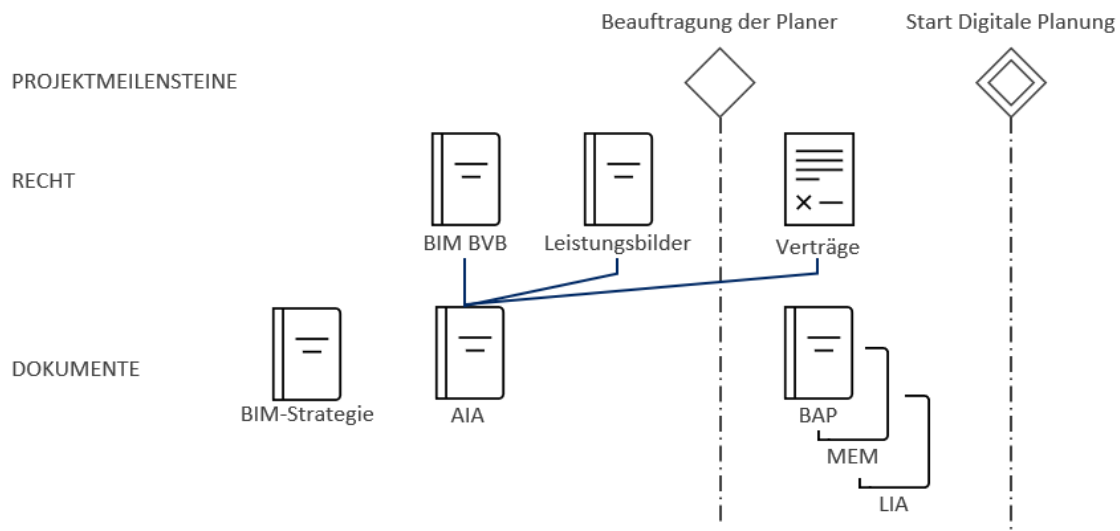 Beauftragung der Planer
Start Digitale Planung
PROJEKTMEILENSTEINE
RECHT
BIM BVB
Leistungsbilder
Verträge
DOKUMENTE
BIM-Strategie
AIA
BAP
MEM
LIA